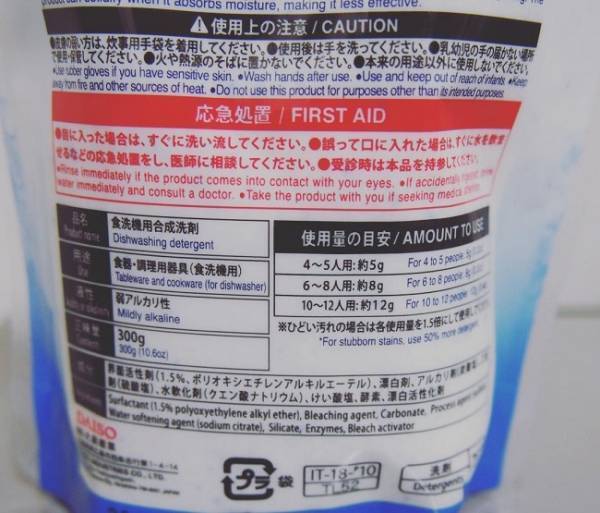 it absorbs moisture, making it less effective.
⚠使用上の注意 / CAUTION
の弱い方は、炊事用手袋を着用してください。●使用後は手を洗ってください。●乳幼児の手の届かない場所
してください。●火や熱源のそばに置かないでください。●本来の用途以外に使用しないでください。
●Use rubber gloves if you have sensitive skin. ●Wash hands after use. ●Use and keep out of reach of infants. ●Keep
away from fire and other sources of heat. ●Do not use this product for purposes other than its intended purposes
応急処置 / FIRST AID
に入った場合は、すぐに洗い流してください。●誤って口に入れた場合は、すぐに水を飲ま
せるなどの応急処置をし、医師に相談してください。●受診時は本品を持参してください。
●Rinse immediately if the product comes into contact with your eyes. ●If accidentally
water immediately and consult a doctor. ●Take the product with you if seeking medical
品名 食洗機用合成洗剤
Product name Dishwashing detergent
用途 食器・調理用器具(食洗機用)
Use Tableware and cookware (for dishwasher)
液性 弱アルカリ性
Mildly alkaline
正味量 300g
Content 300g (10.6oz)
成分 界面活性剤(1.5%、ポリオキシエチレンアルキルエーテル)、漂白剤、アルカリ剤
剤(硫酸塩)、水軟化剤(クエン酸ナトリウム)、けい酸塩、酵素、漂白活性化剤
Surfactant (1.5% polyoxyethylene alkyl ether), Bleaching agent, Carbonate, Process agent
Water softening agent (sodium citrate), Silicate, Enzymes, Bleach activator
使用量の目安 / AMOUNT TO USE
4〜5人用:約5g For 4 to 5 people:
6〜8人用:約8g For 6 to 8 people:
10〜12人用:約12g For 10 to 12 people:
※ひどい汚れの場合は各使用量を1.5倍にして使用し
*For stubborn stains, use 50% more
DAISO
1-4-14
CO., LTD.
プラ 袋
IT-18-*10
TL52
洗剤
Detergent